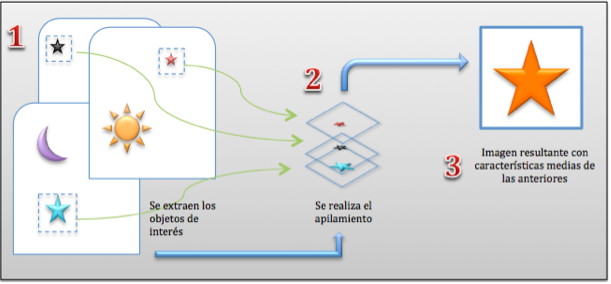 1
Se extraen los
objetos de
interés
2
Se realiza el
apilamiento
3
Imagen resultante con
características medias de
las anteriores